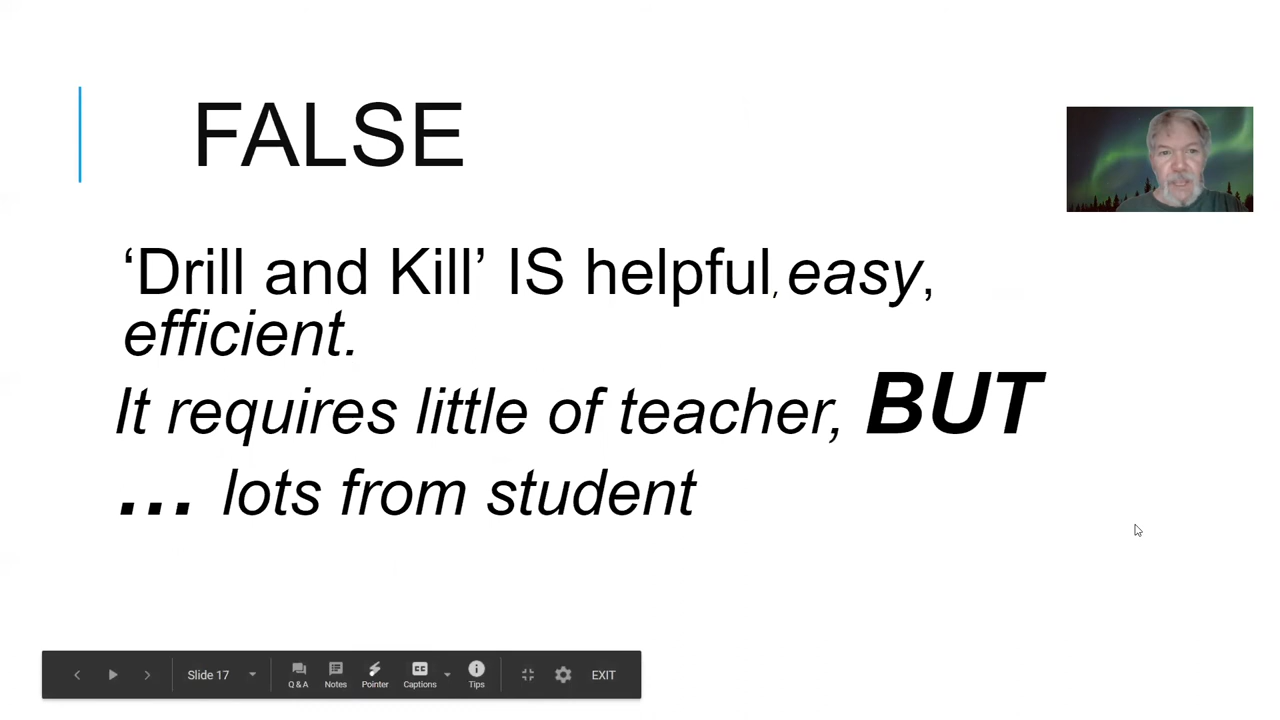 FALSE
‘Drill and Kill’ IS helpful, easy,
efficient.
It requires little of teacher, BUT
… lots from student
Slide 17
Q & A
Notes
Pointer
CC
Captions
Tips
EXIT